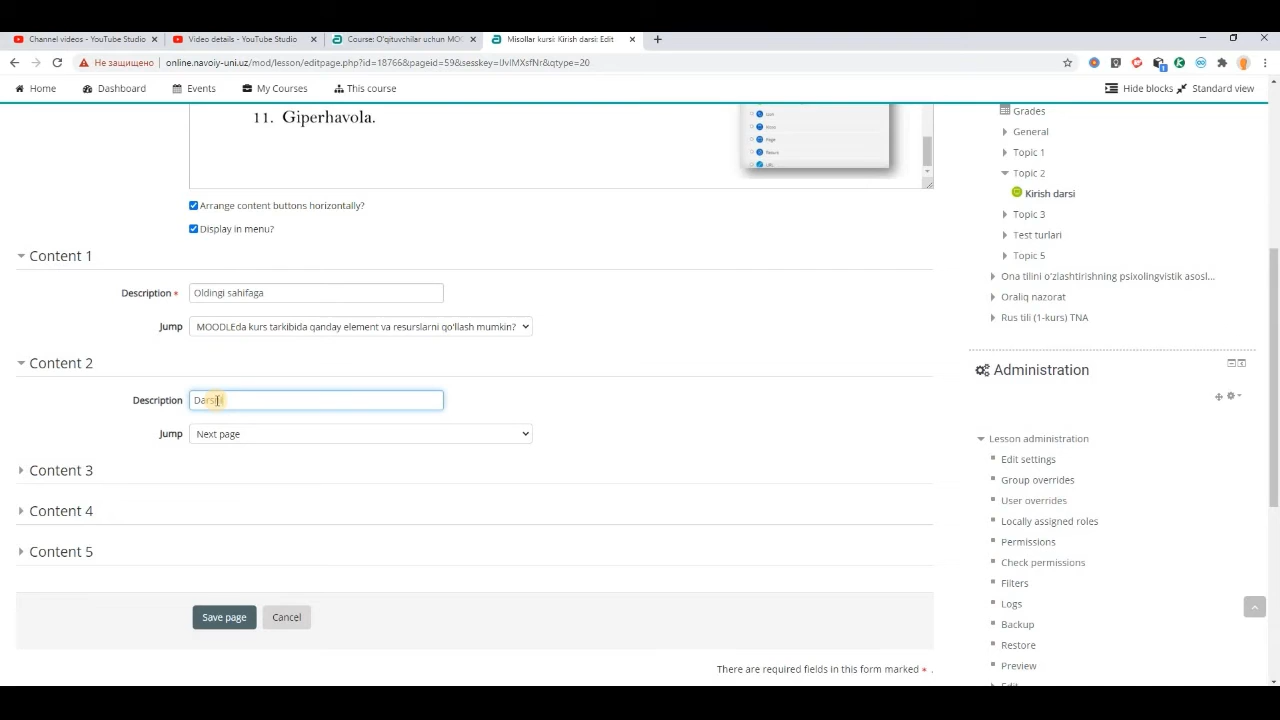 Channel videos - YouTube Studio
Video details - YouTube Studio
Course: O'qituvchilar uchun MO
Misollar kursi: Kirish darsi: Edit
Не защищено
online.navoiy-uni.uz/mod/lesson/editpage.php?id=18766&pageid=59&sesskey=IJvlMXsfNr&qtype=20
Home
Dashboard
Events
My Courses
This course
Hide blocks
Standard view
11. Giperhavola.
Page
URL
Arrange content buttons horizontally?
Display in menu?
Content 1
Description
Oldingi sahifaga
Jump
MOODLEda kurs tarkibida qanday element va resurslarni qo'llash mumkin?
Content 2
Description
Jump
Next page
Content 3
Content 4
Content 5
Save page
Cancel
There are required fields in this form marked * .
Grades
General
Topic 1
Topic 2
Kirish darsi
Topic 3
Test turlari
Topic 5
Ona tilini o'zlashtirishning psixolingvistik asosl...
Oraliq nazorat
Rus tili (1-kurs) TNA
Administration
Lesson administration
Edit settings
Group overrides
User overrides
Locally assigned roles
Permissions
Check permissions
Filters
Logs
Backup
Restore
Preview